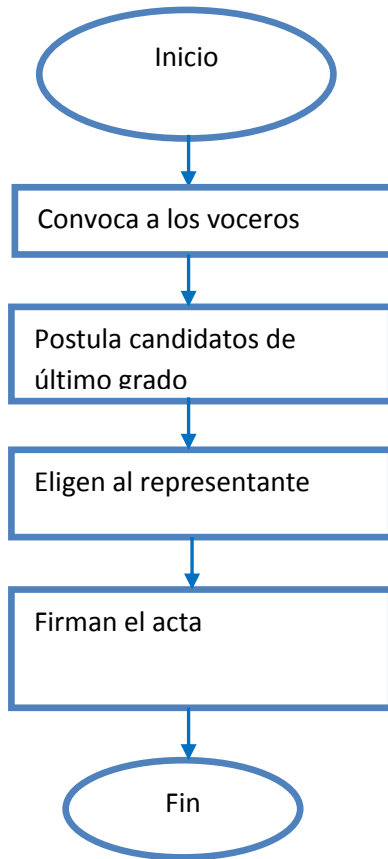 Inicio
Convoca a los voceros
Postula candidatos de
último grado
Eligen al representante
Firman el acta
Fin